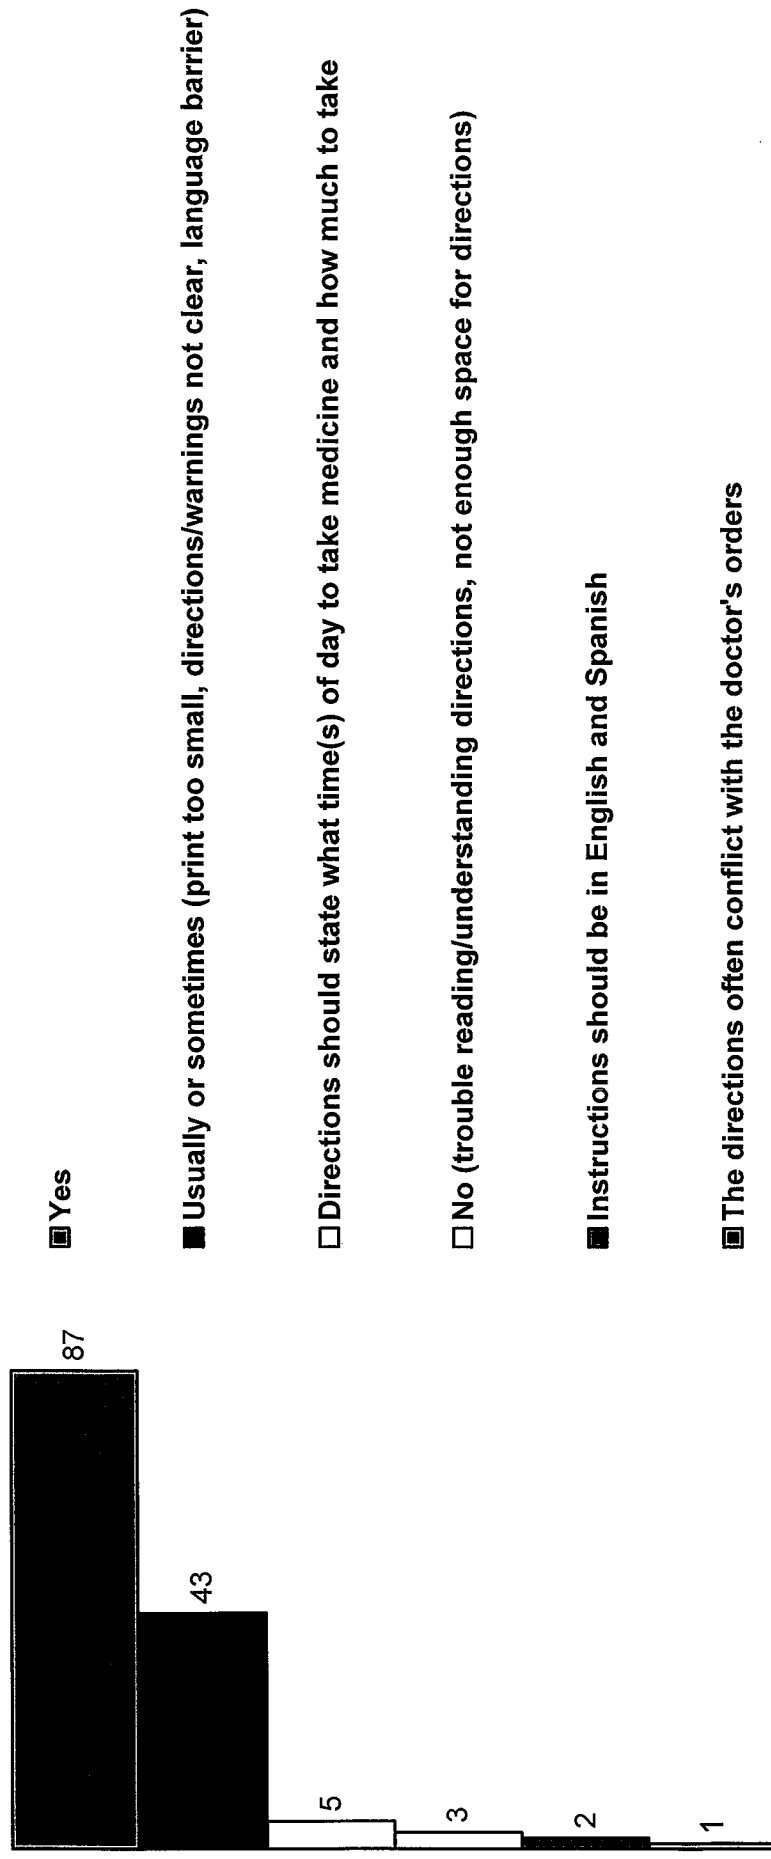 87
43
5
3
2
1
Yes
Usually or sometimes (print too small, directions/warnings not clear, language barrier)
Directions should state what time(s) of day to take medicine and how much to take
No (trouble reading/understanding directions, not enough space for directions)
Instructions should be in English and Spanish
The directions often conflict with the doctor's orders